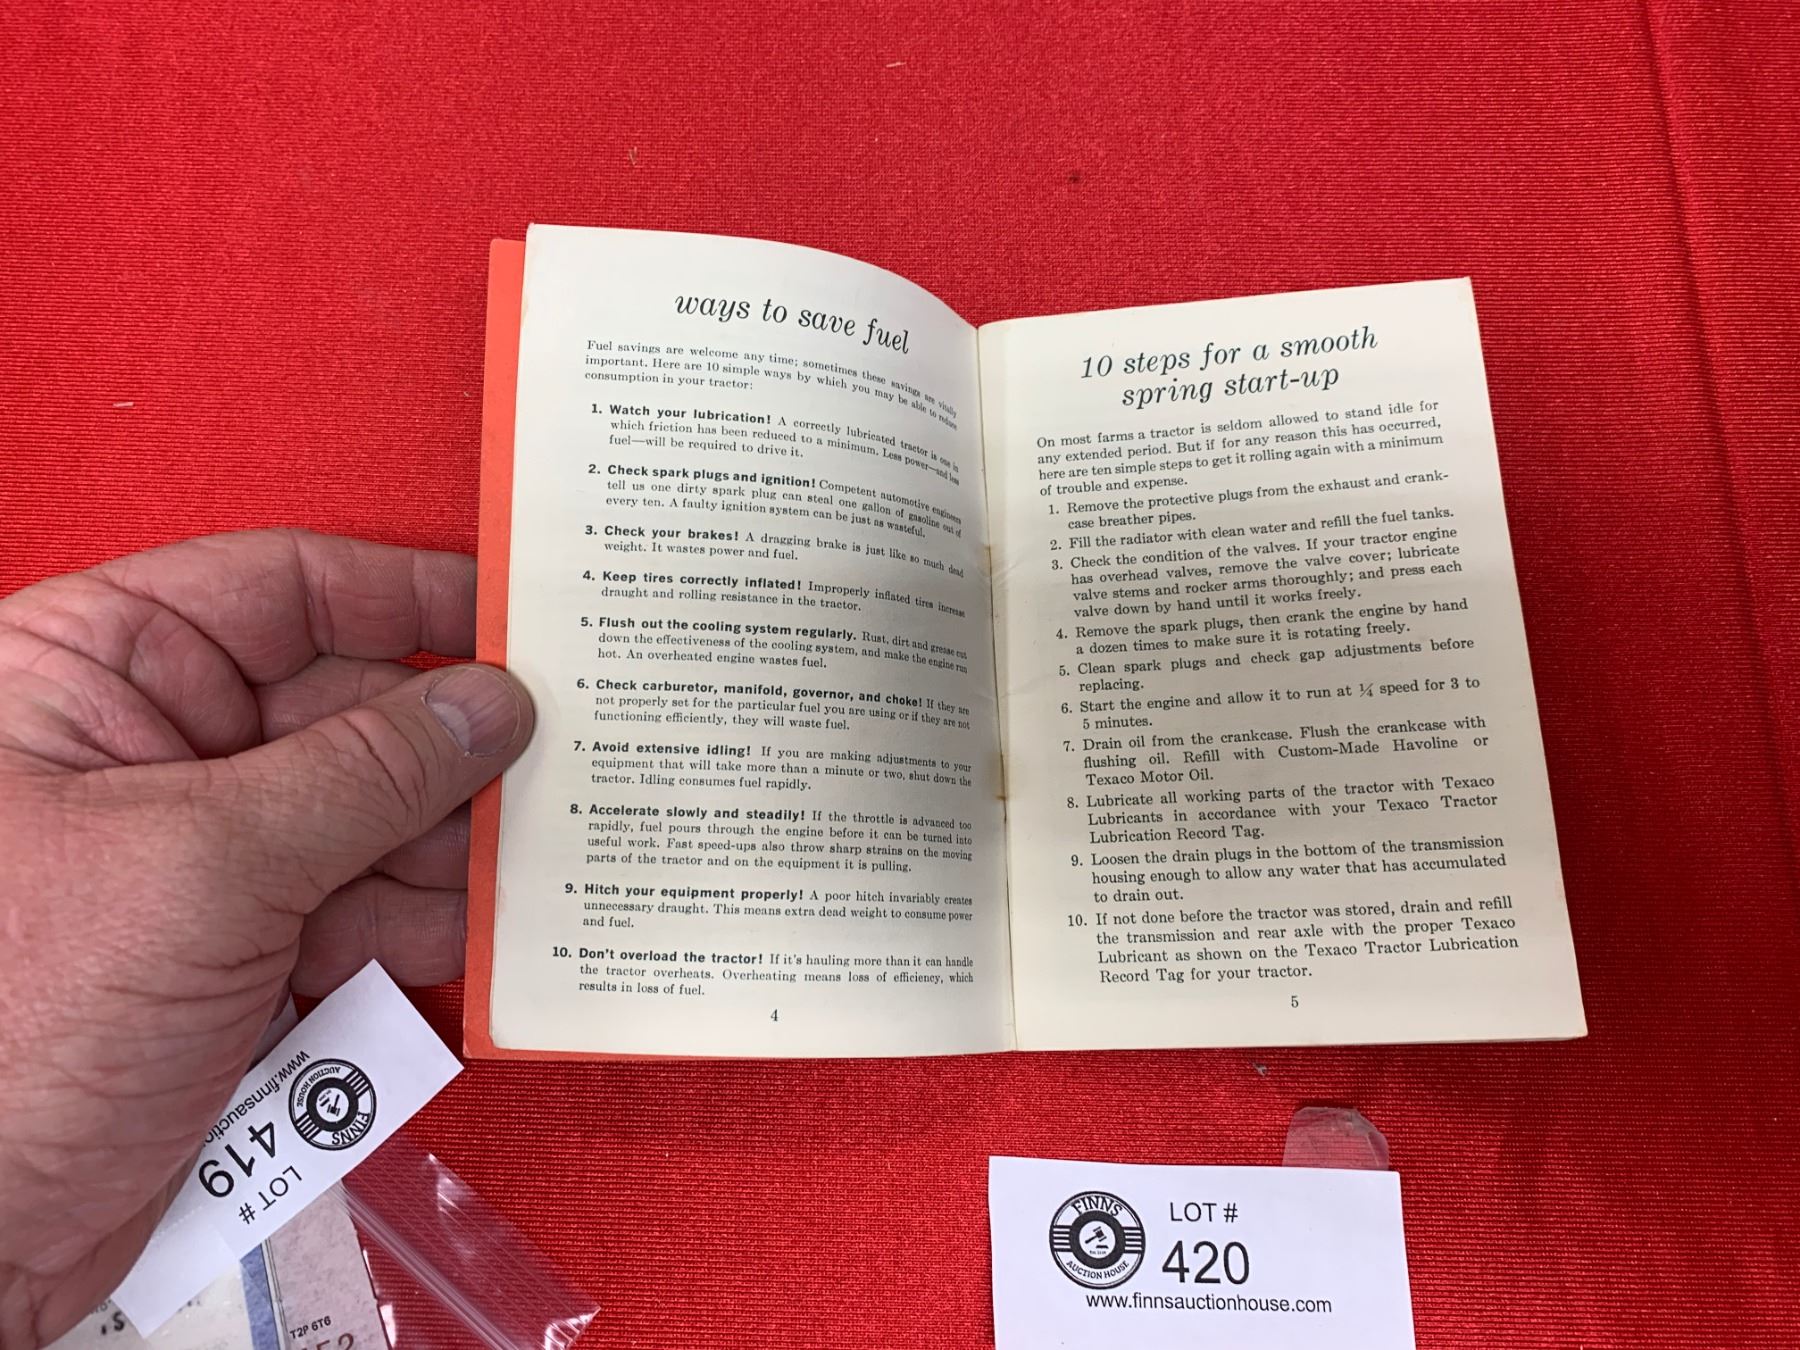 ways to save fuel
Fuel savings are welcome any time; sometimes these savings are vitally
important. Here are 10 simple ways by which you may be able to reduce
consumption in your tractor:
1. Watch your lubrication! A correctly lubricated tractor is one in
which friction has been reduced to a minimum. Less power—and less
fuel—will be required to drive it.
2. Check spark plugs and ignition! Competent automotive engineers
tell us one dirty spark plug can steal one gallon of gasoline out of
every ten. A faulty ignition system can be just as wasteful.
3. Check your brakes! A dragging brake is just like so much dead
weight. It wastes power and fuel.
4. Keep tires correctly inflated! Improperly inflated tires increase
draught and rolling resistance in the tractor.
5. Flush out the cooling system regularly. Rust, dirt and grease cut
down the effectiveness of the cooling system, and make the engine run
hot. An overheated engine wastes fuel.
6. Check carburetor, manifold, governor, and choke! If they are
not properly set for the particular fuel you are using or if they are not
functioning efficiently, they will waste fuel.
7. Avoid extensive idling! If you are making adjustments to your
equipment that will take more than a minute or two, shut down the
tractor. Idling consumes fuel rapidly.
8. Accelerate slowly and steadily! If the throttle is advanced too
rapidly, fuel pours through the engine before it can be turned into
useful work. Fast speed-ups also throw sharp strains on the moving
parts of the tractor and on the equipment it is pulling.
9. Hitch your equipment properly! A poor hitch invariably creates
unnecessary draught. This means extra dead weight to consume power
and fuel.
10. Don't overload the tractor! If it's hauling more than it can handle
the tractor overheats. Overheating means loss of efficiency, which
results in loss of fuel.
4
10 steps for a smooth
spring start-up
On most farms a tractor is seldom allowed to stand idle for
any extended period. But if for any reason this has occurred,
here are ten simple steps to get it rolling again with a minimum
of trouble and expense.
1. Remove the protective plugs from the exhaust and crank-
case breather pipes.
2. Fill the radiator with clean water and refill the fuel tanks.
3. Check the condition of the valves. If your tractor engine
has overhead valves, remove the valve cover; lubricate
valve stems and rocker arms thoroughly; and press each
valve down by hand until it works freely.
4. Remove the spark plugs, then crank the engine by hand
a dozen times to make sure it is rotating freely.
5. Clean spark plugs and check gap adjustments before
replacing.
6. Start the engine and allow it to run at ¼ speed for 3 to
5 minutes.
7. Drain oil from the crankcase. Flush the crankcase with
flushing oil. Refill with Custom-Made Havoline or
Texaco Motor Oil.
8. Lubricate all working parts of the tractor with Texaco
Lubricants in accordance with your Texaco Tractor
Lubrication Record Tag.
9. Loosen the drain plugs in the bottom of the transmission
housing enough to allow any water that has accumulated
to drain out.
10. If not done before the tractor was stored, drain and refill
the transmission and rear axle with the proper Texaco
Lubricant as shown on the Texaco Tractor Lubrication
Record Tag for your tractor.
5
FINNS
AUCTION HOUSE
LOT #
419
www.finnsauctio
T2P 6T6
FINNS
AUCTION HOUSE
LOT #
420
www.finnsauctionhouse.com